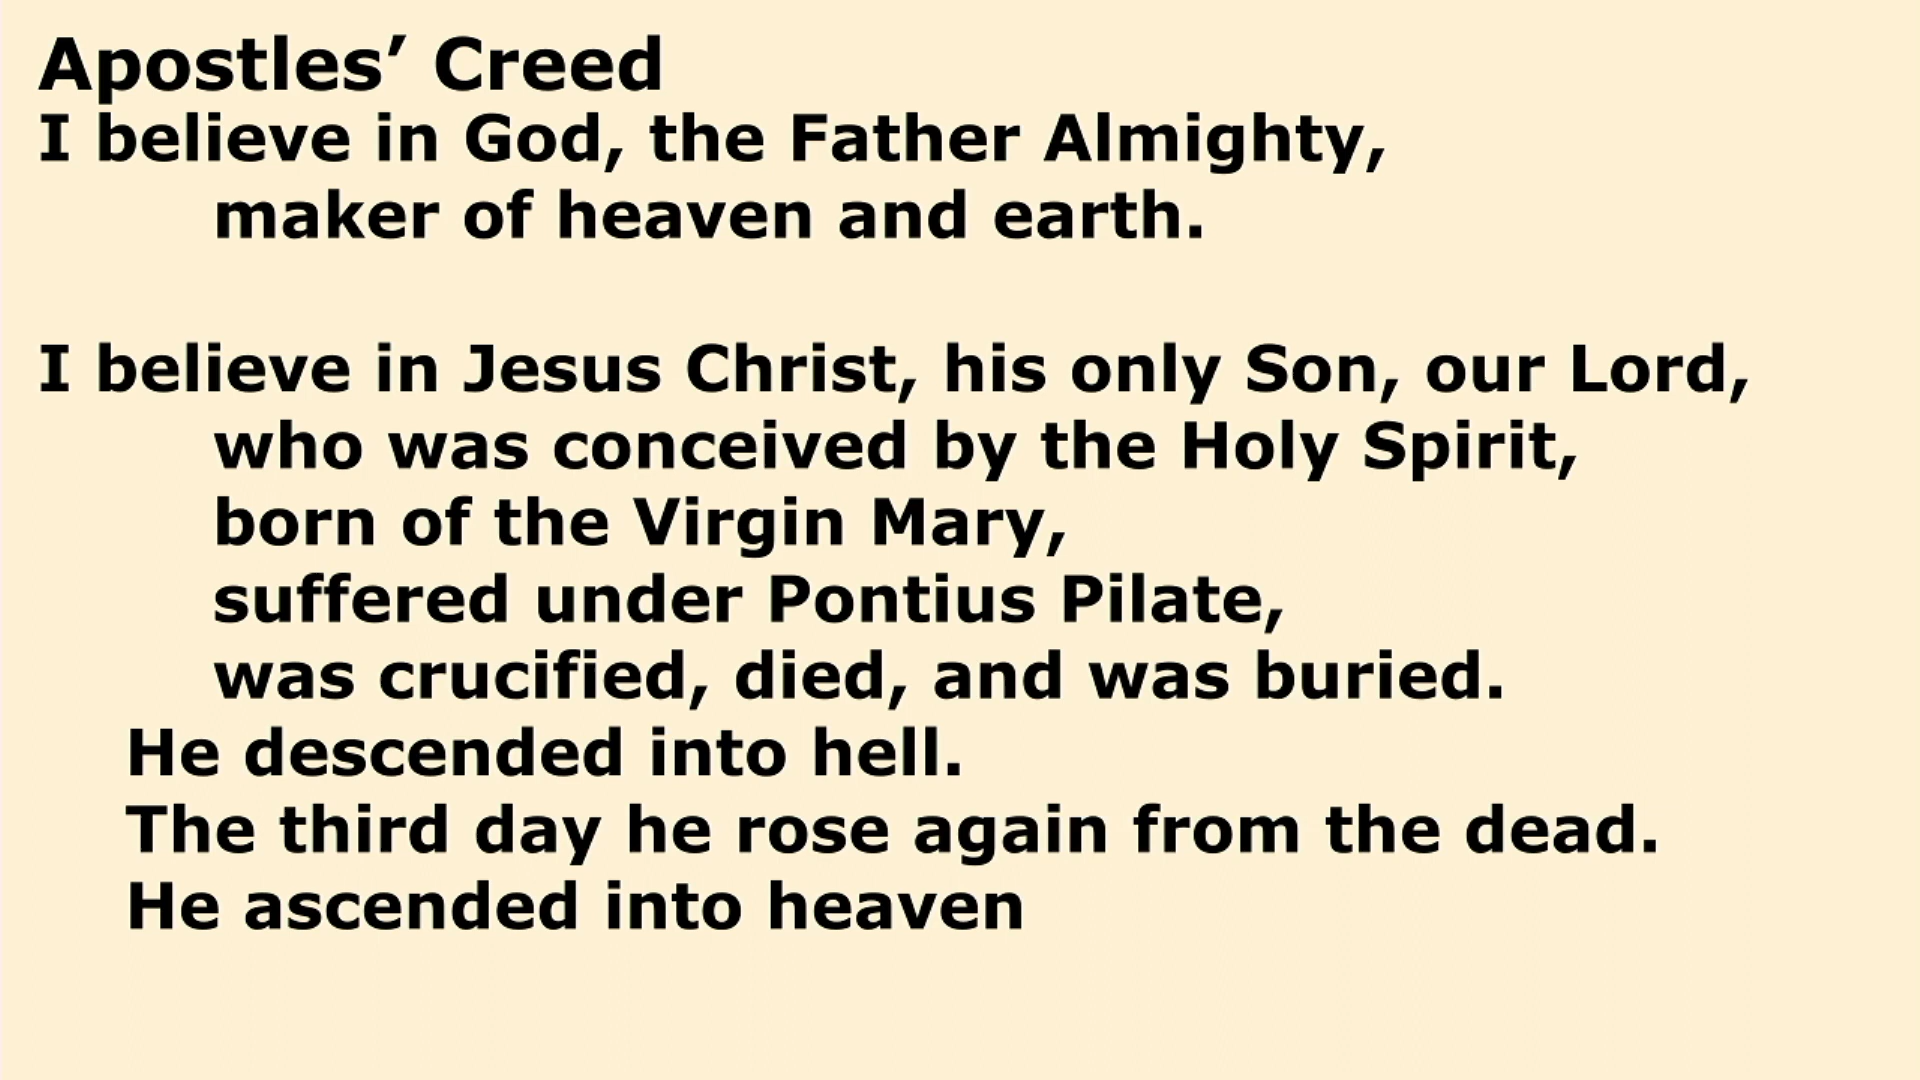 Apostles’ Creed
I believe in God, the Father Almighty,
maker of heaven and earth.
I believe in Jesus Christ, his only Son, our Lord,
who was conceived by the Holy Spirit,
born of the Virgin Mary,
suffered under Pontius Pilate,
was crucified, died, and was buried.
He descended into hell.
The third day he rose again from the dead.
He ascended into heaven